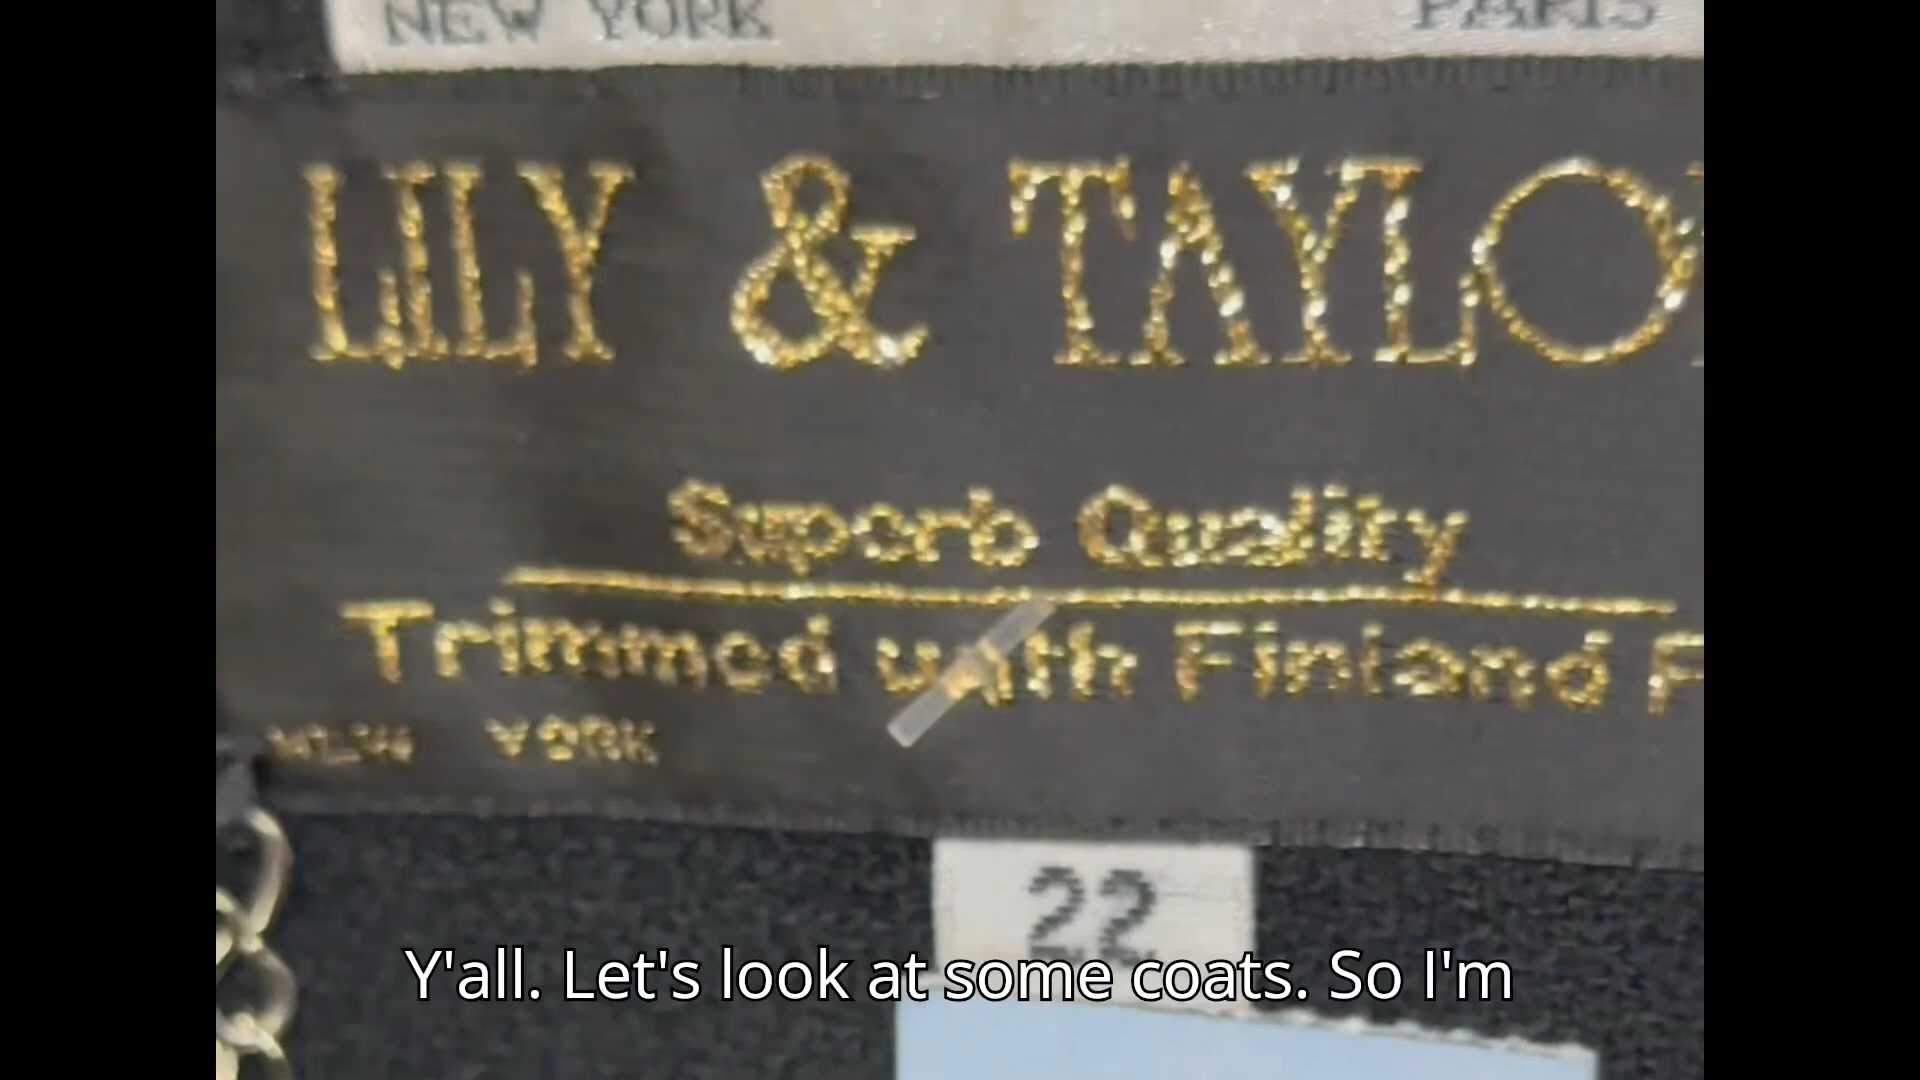 NEW YORK PARIS
LILY & TAYLO
Superb Quality
Trimmed with Finland F
NEW YORK
22
Y'all. Let's look at some coats. So I'm